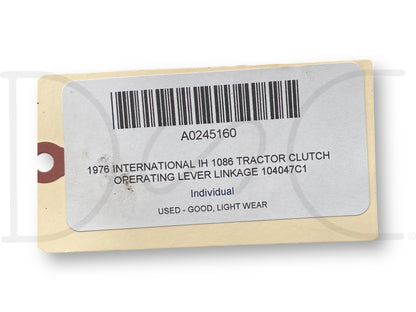 A0245160
1976 INTERNATIONAL IH 1086 TRACTOR CLUTCH
OPERATING LEVER LINKAGE 104047C1
Individual
USED - GOOD, LIGHT WEAR